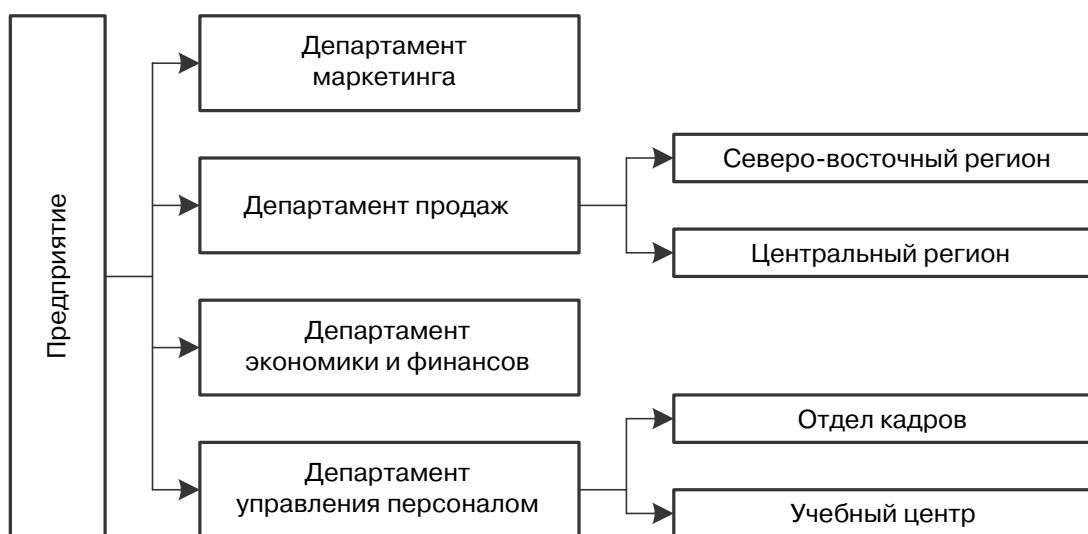 Предприятие
Департамент
маркетинга
Департамент продаж
Северо-восточный регион
Центральный регион
Департамент
экономики и финансов
Департамент
управления персоналом
Отдел кадров
Учебный центр